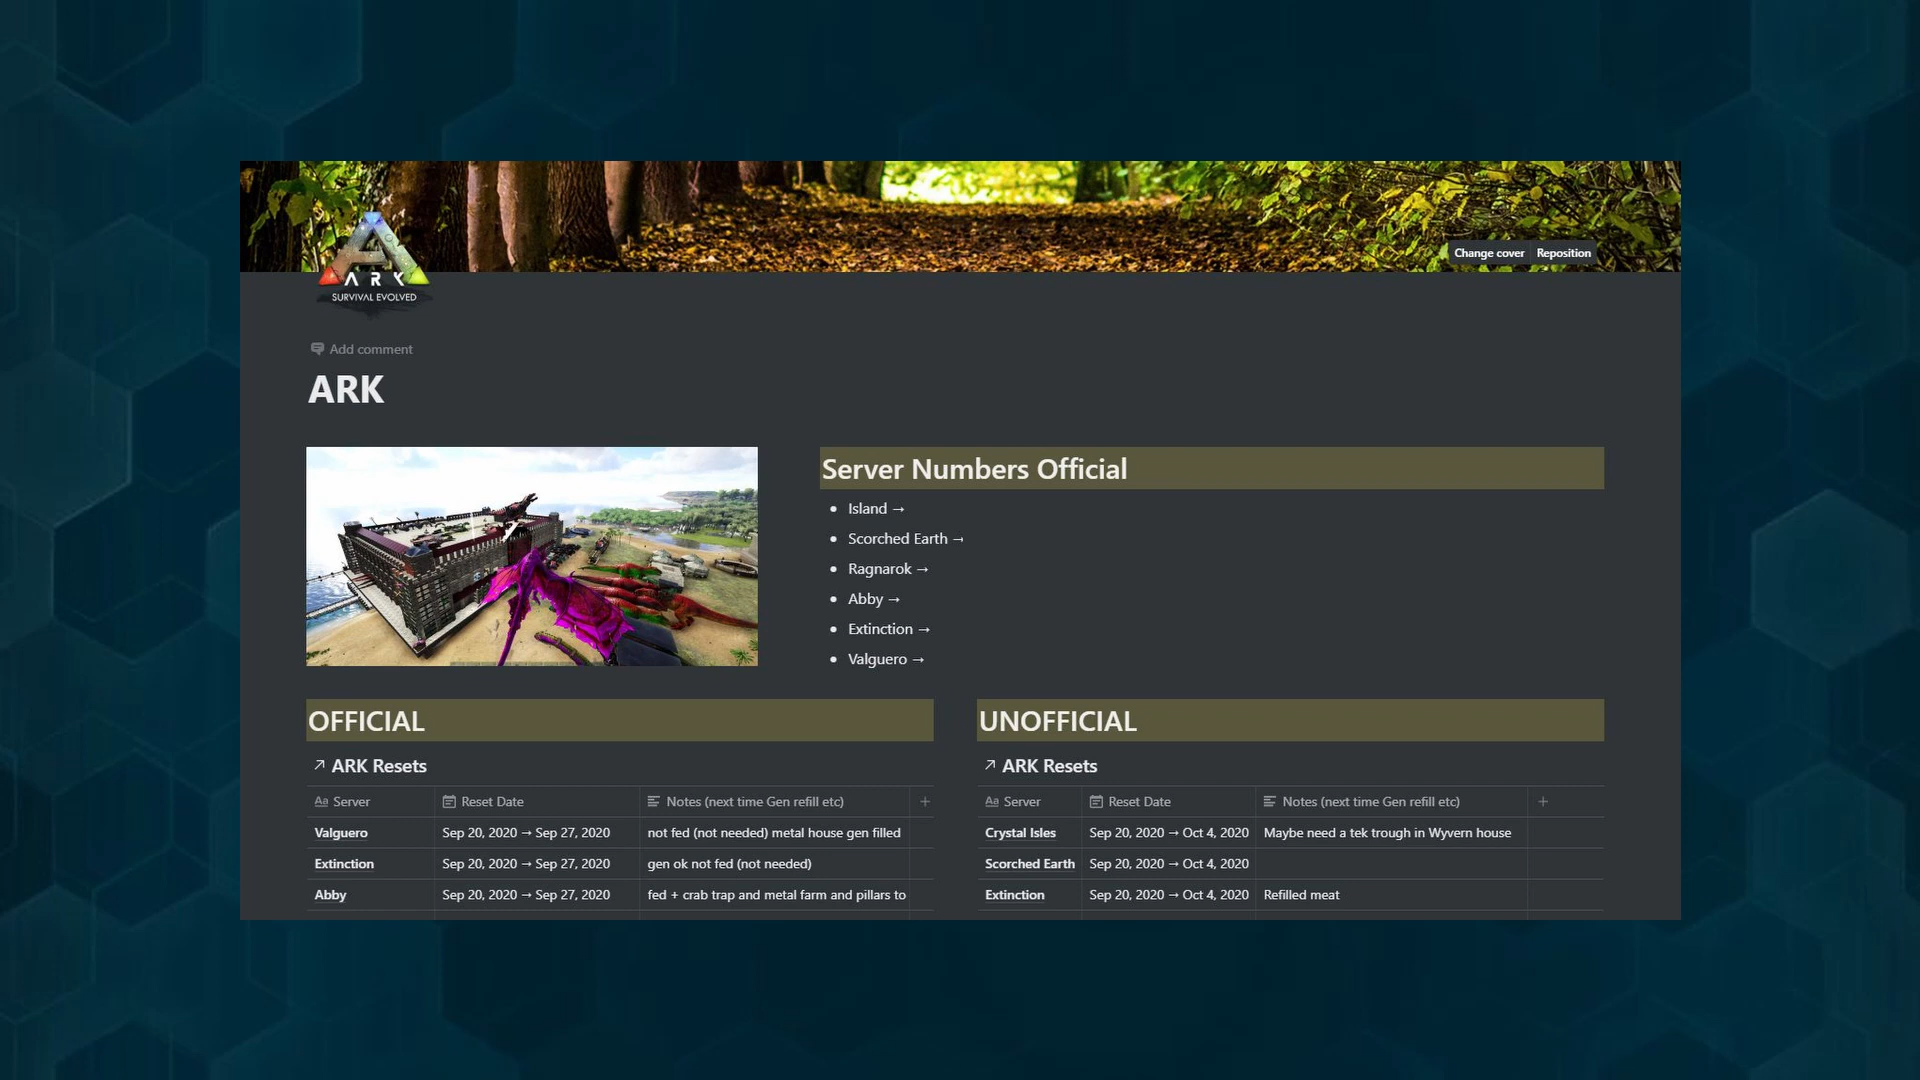 Change cover Reposition
ARK
SURVIVAL EVOLVED
Add comment
ARK
Server Numbers Official
Island →
Scorched Earth →
Ragnarok →
Abby →
Extinction →
Valguero →
OFFICIAL
ARK Resets
Aa Server Reset Date Notes (next time Gen refill etc) +
Valguero Sep 20, 2020 → Sep 27, 2020 not fed (not needed) metal house gen filled
Extinction Sep 20, 2020 → Sep 27, 2020 gen ok not fed (not needed)
Abby Sep 20, 2020 → Sep 27, 2020 fed + crab trap and metal farm and pillars to
UNOFFICIAL
ARK Resets
Aa Server Reset Date Notes (next time Gen refill etc) +
Crystal Isles Sep 20, 2020 → Oct 4, 2020 Maybe need a tek trough in Wyvern house
Scorched Earth Sep 20, 2020 → Oct 4, 2020
Extinction Sep 20, 2020 → Oct 4, 2020 Refilled meat